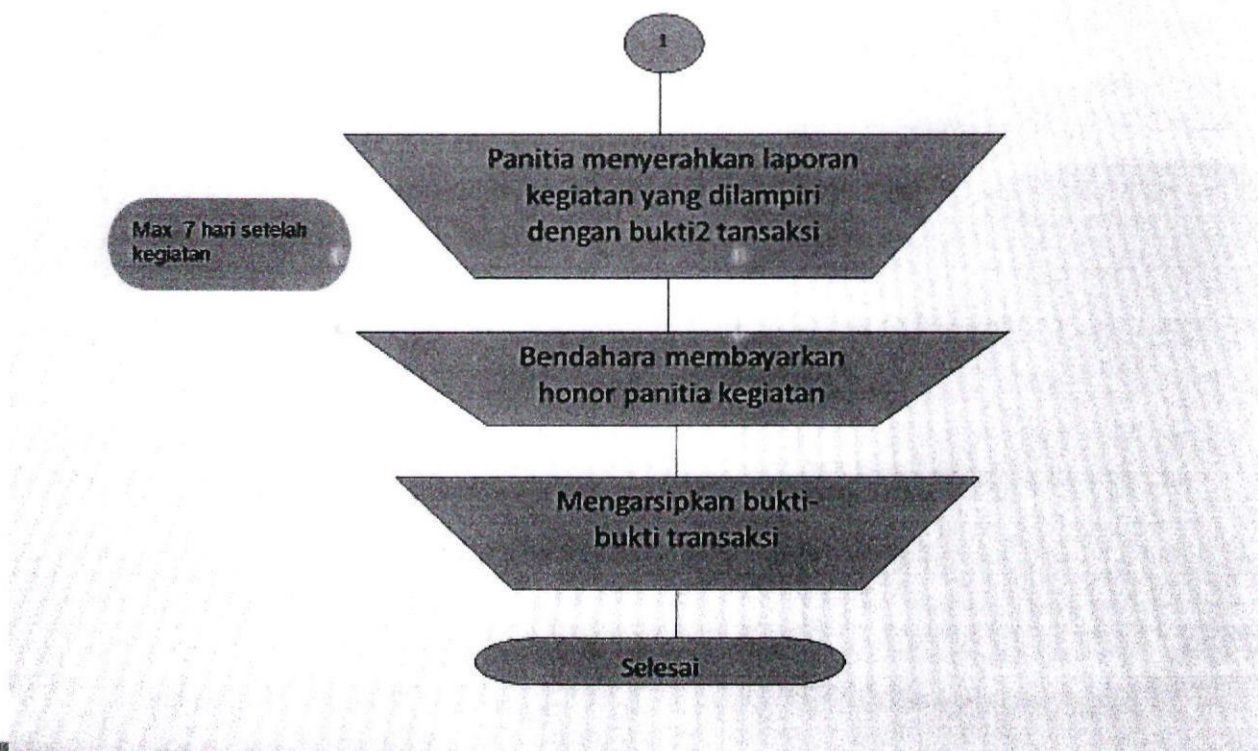 1
Panitia menyerahkan laporan
kegiatan yang dilampiri
dengan bukti2 tansaksi
Max 7 hari setelah
kegiatan
Bendahara membayarkan
honor panitia kegiatan
Mengarsipkan bukti-
bukti transaksi
Selesai